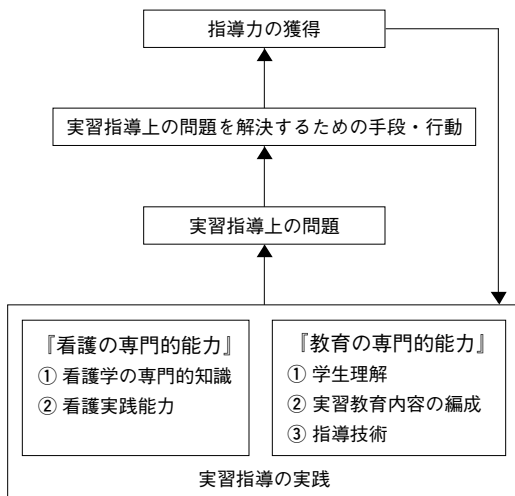 指導力の獲得
実習指導上の問題を解決するための手段・行動
実習指導上の問題
『看護の専門的能力』
① 看護学の専門的知識
② 看護実践能力
『教育の専門的能力』
① 学生理解
② 実習教育内容の編成
③ 指導技術
実習指導の実践